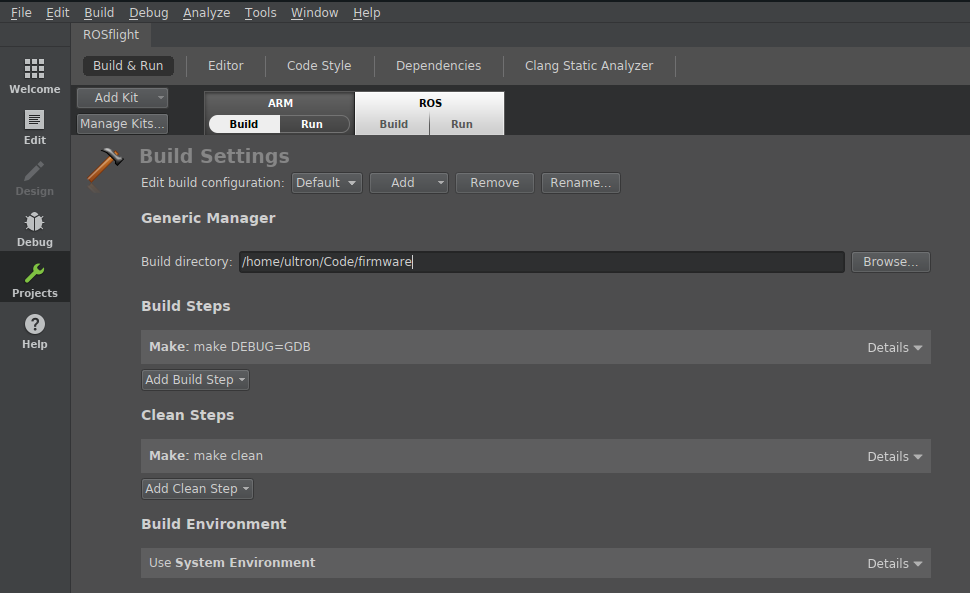 File Edit Build Debug Analyze Tools Window Help
ROSflight
Build & Run Editor Code Style Dependencies Clang Static Analyzer
Welcome
Edit
Design
Debug
Projects
Help
Add Kit
Manage Kits...
ARM
Build Run
ROS
Build Run
Build Settings
Edit build configuration: Default Add Remove Rename...
Generic Manager
Build directory: /home/ultron/Code/firmware Browse...
Build Steps
Make: make DEBUG=GDB Details
Add Build Step
Clean Steps
Make: make clean Details
Add Clean Step
Build Environment
Use System Environment Details